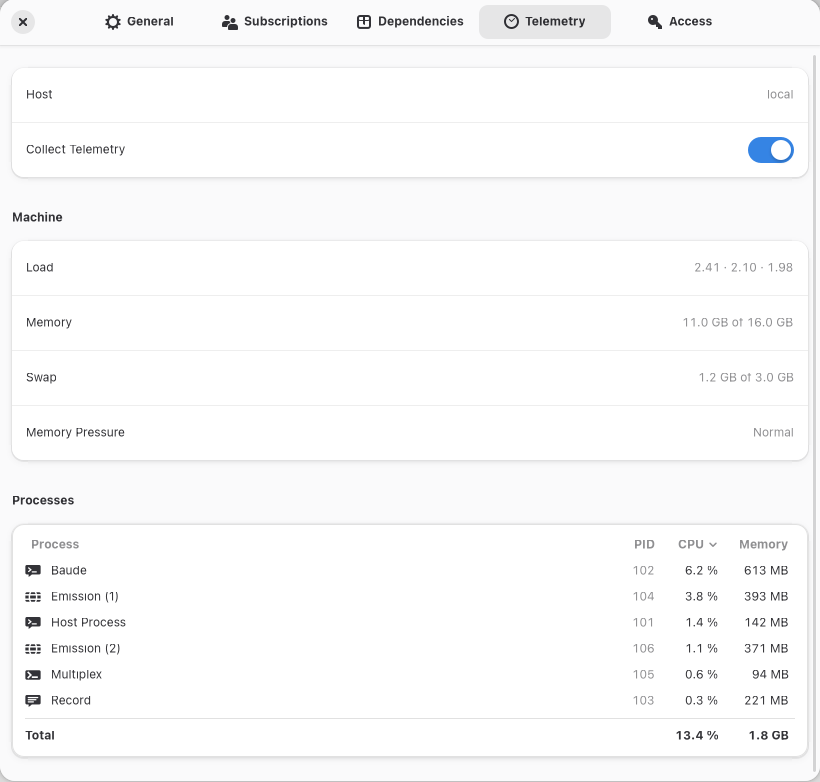 General Subscriptions Dependencies Telemetry Access
Host local
Collect Telemetry
Machine
Load 2.41 · 2.10 · 1.98
Memory 11.0 GB of 16.0 GB
Swap 1.2 GB of 3.0 GB
Memory Pressure Normal
Processes
Process PID CPU Memory
Baude 102 6.2 % 613 MB
Emission (1) 104 3.8 % 393 MB
Host Process 101 1.4 % 142 MB
Emission (2) 106 1.1 % 371 MB
Multiplex 105 0.6 % 94 MB
Record 103 0.3 % 221 MB
Total 13.4 % 1.8 GB